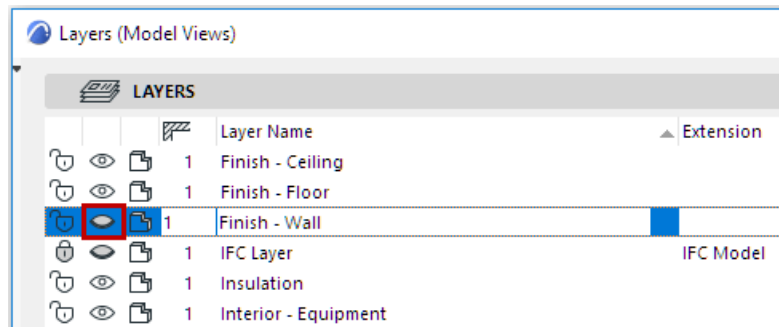 Layers (Model Views)
LAYERS
Layer Name Extension
1 Finish - Ceiling
1 Finish - Floor
1 Finish - Wall
1 IFC Layer IFC Model
1 Insulation
1 Interior - Equipment